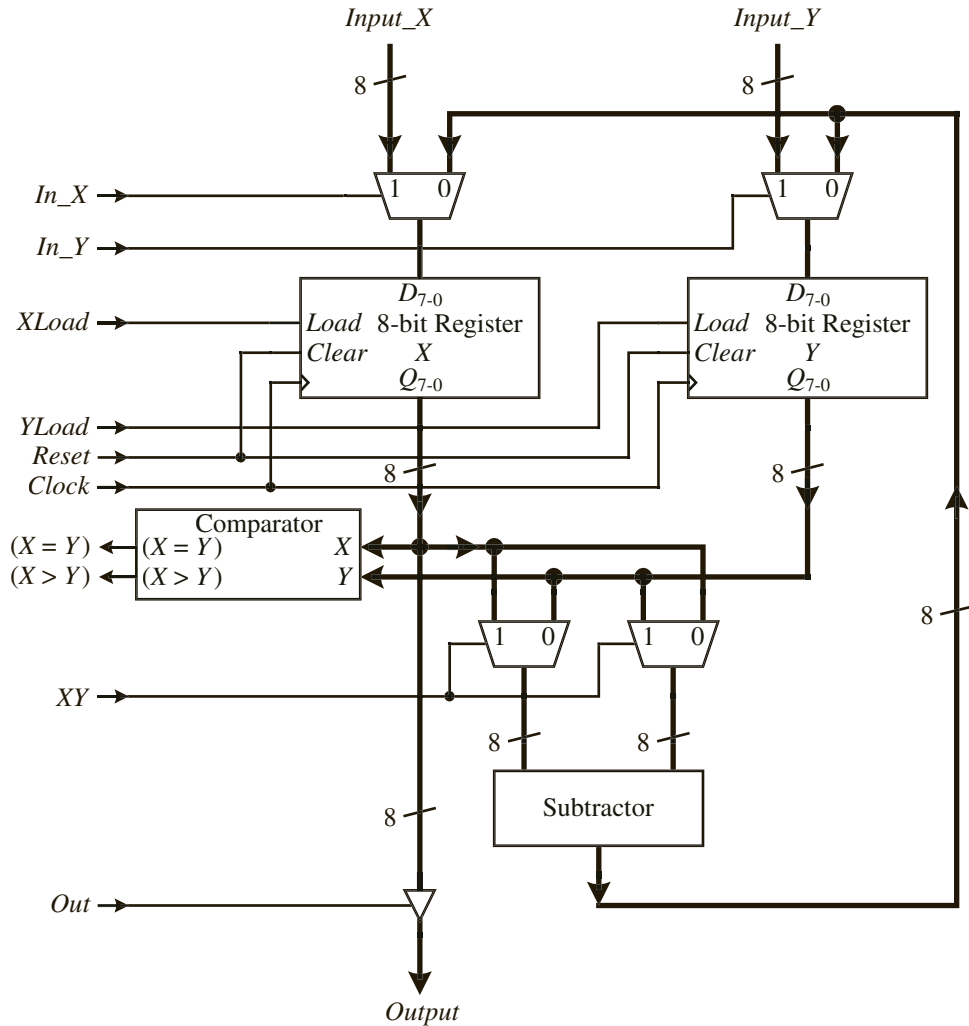 Input_X Input_Y
8 8
1 0 1 0
In_X
In_Y
D7-0 D7-0
XLoad Load 8-bit Register Load 8-bit Register
Clear X Clear Y
Q7-0 Q7-0
YLoad
Reset
8 8
Clock
Comparator
(X = Y) (X = Y) X
(X > Y) (X > Y) Y
8
1 0 1 0
XY
8 8
Subtractor
8
Out
Output